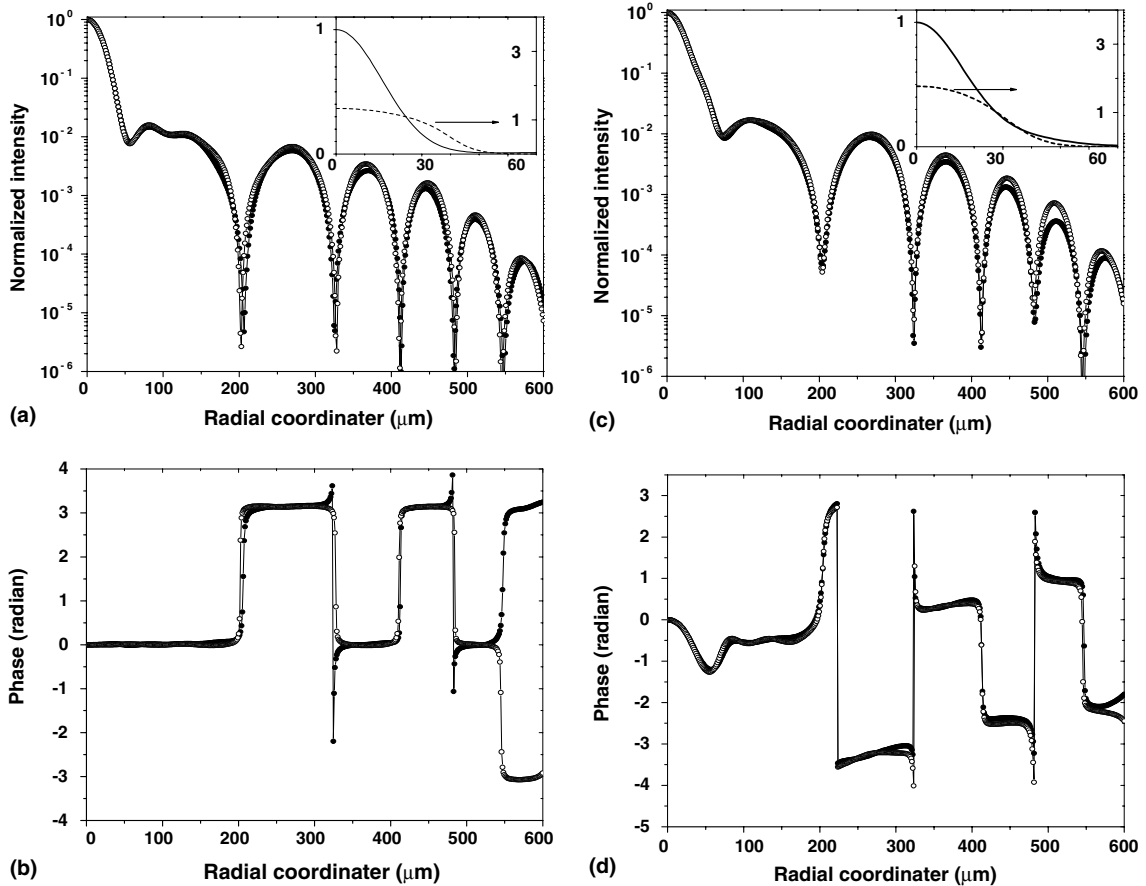 10^0
10^-1
10^-2
10^-3
10^-4
10^-5
10^-6
Normalized intensity
0 100 200 300 400 500 600
Radial coordinater (μm)
(a)
1
0
3
1
0 30 60
10^0
10^-1
10^-2
10^-3
10^-4
10^-5
10^-6
Normalized intensity
0 100 200 300 400 500 600
Radial coordinater (μm)
(c)
1
0
3
1
0 30 60
4
3
2
1
0
-1
-2
-3
-4
Phase (radian)
0 100 200 300 400 500 600
Radial coordinater (μm)
(b)
4
3
2
1
0
-1
-2
-3
-4
-5
Phase (radian)
0 100 200 300 400 500 600
Radial coordinater (μm)
(d)